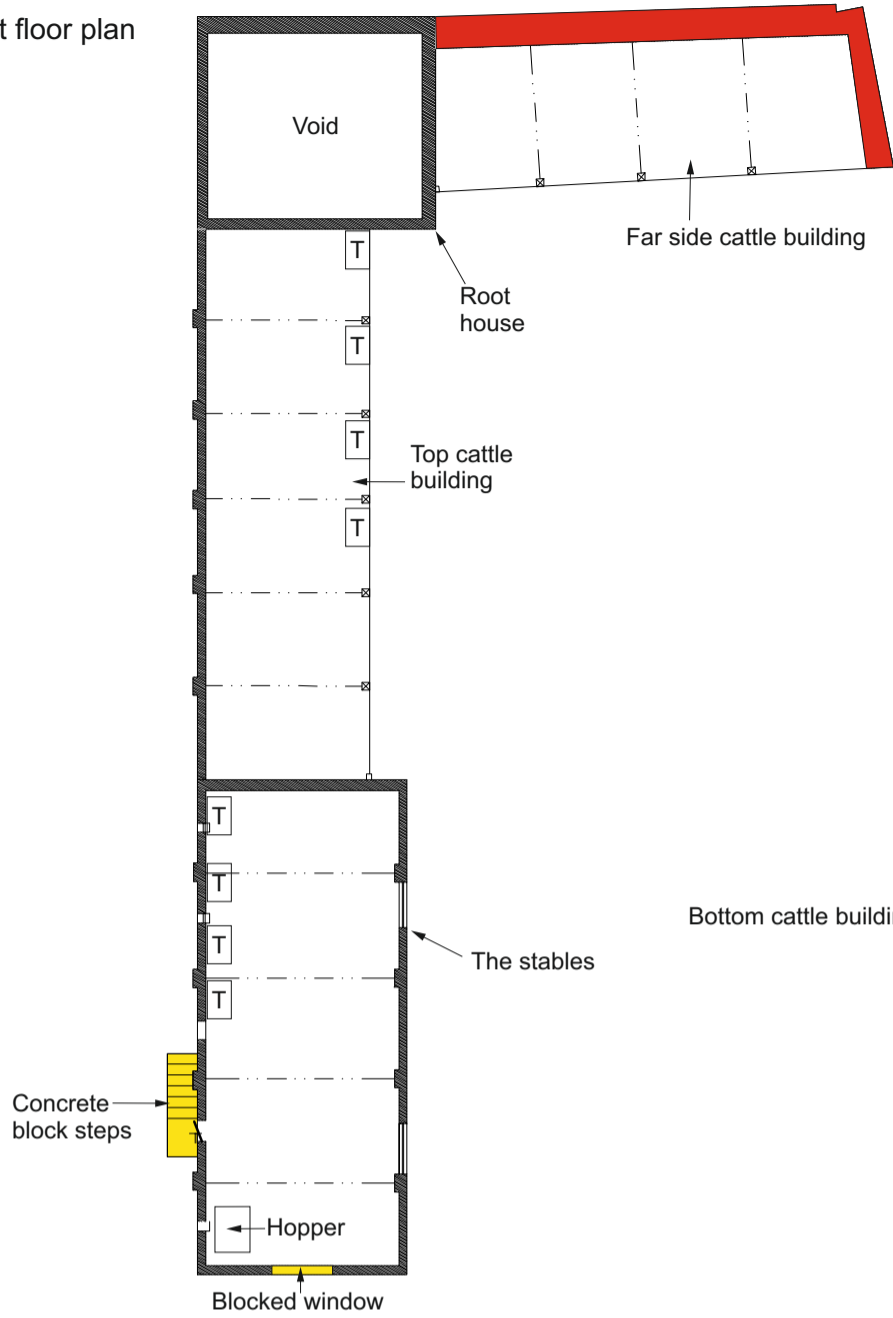 t floor plan
Void
Far side cattle building
T
Root
house
T
T
Top cattle
building
T
T
T
Bottom cattle buildi
T
The stables
T
Concrete
block steps
T
Hopper
Blocked window